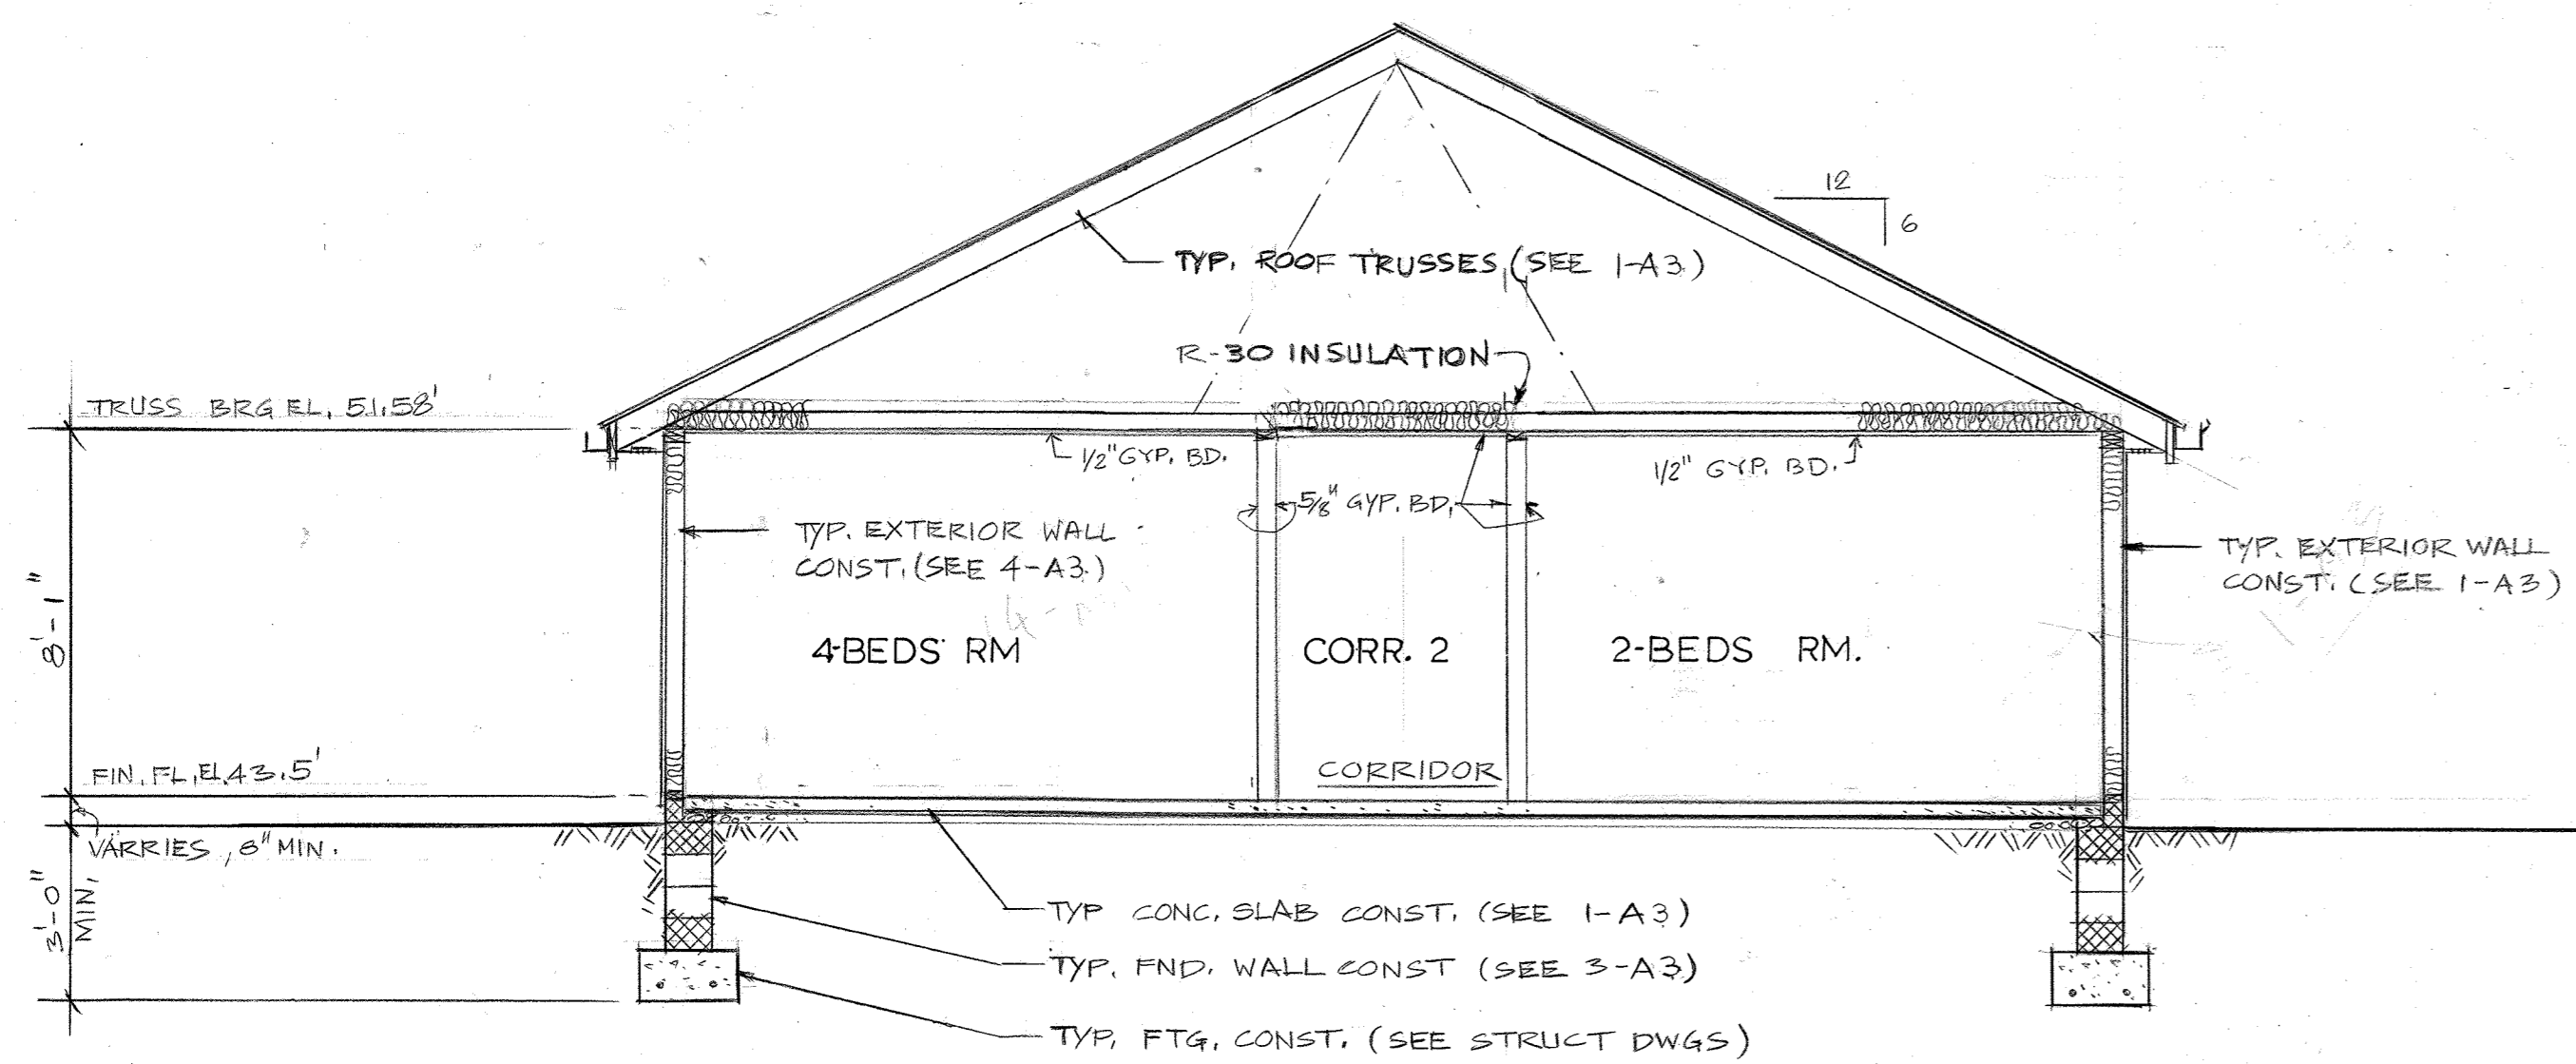 12
6
TYP. ROOF TRUSSES, (SEE 1-A3)
R-30 INSULATION
TRUSS BRG EL. 51.58'
1/2" GYP. BD.
1/2" GYP. BD.
5/8" GYP. BD.
TYP. EXTERIOR WALL
CONST. (SEE 4-A3.)
TYP. EXTERIOR WALL
CONST. (SEE 1-A3)
8'-1"
4-BEDS RM
CORR. 2
2-BEDS RM.
CORRIDOR
FIN. FL. EL. 43.5'
VARRIES, 8" MIN.
3'-0"
MIN.
TYP CONC. SLAB CONST. (SEE 1-A3)
TYP. FND. WALL CONST (SEE 3-A3)
TYP. FTG. CONST. (SEE STRUCT DWGS)